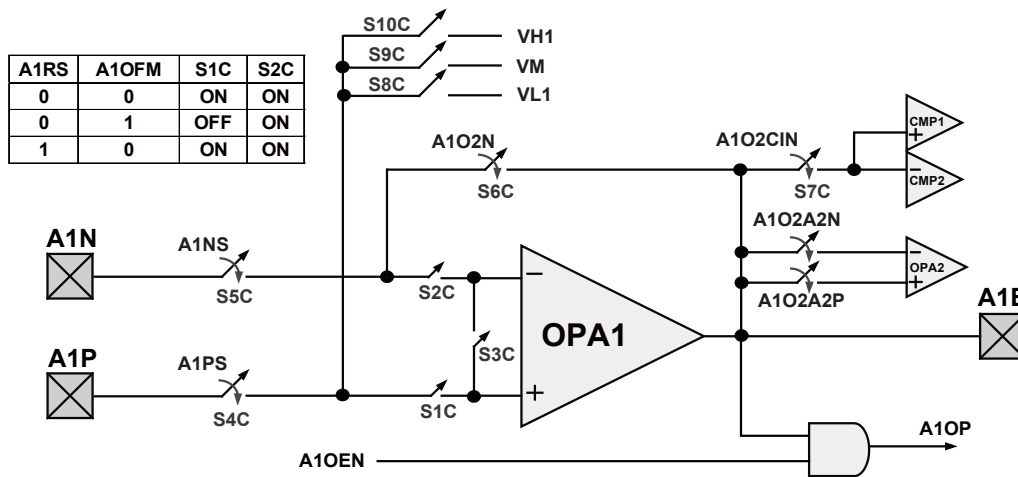 S10C
VH1
S9C
VM
S8C
VL1
A1RS A1OFM S1C S2C
0 0 ON ON
0 1 OFF ON
1 0 ON ON
A1O2N
S6C
A1O2CIN
S7C
CMP1
+
−
CMP2
A1N
A1NS
S5C
S2C
−
A1O2A2N
−
OPA2
+
A1O2A2P
OPA1
A1E
S3C
A1P
A1PS
S4C
S1C
+
A1OEN
A1OP